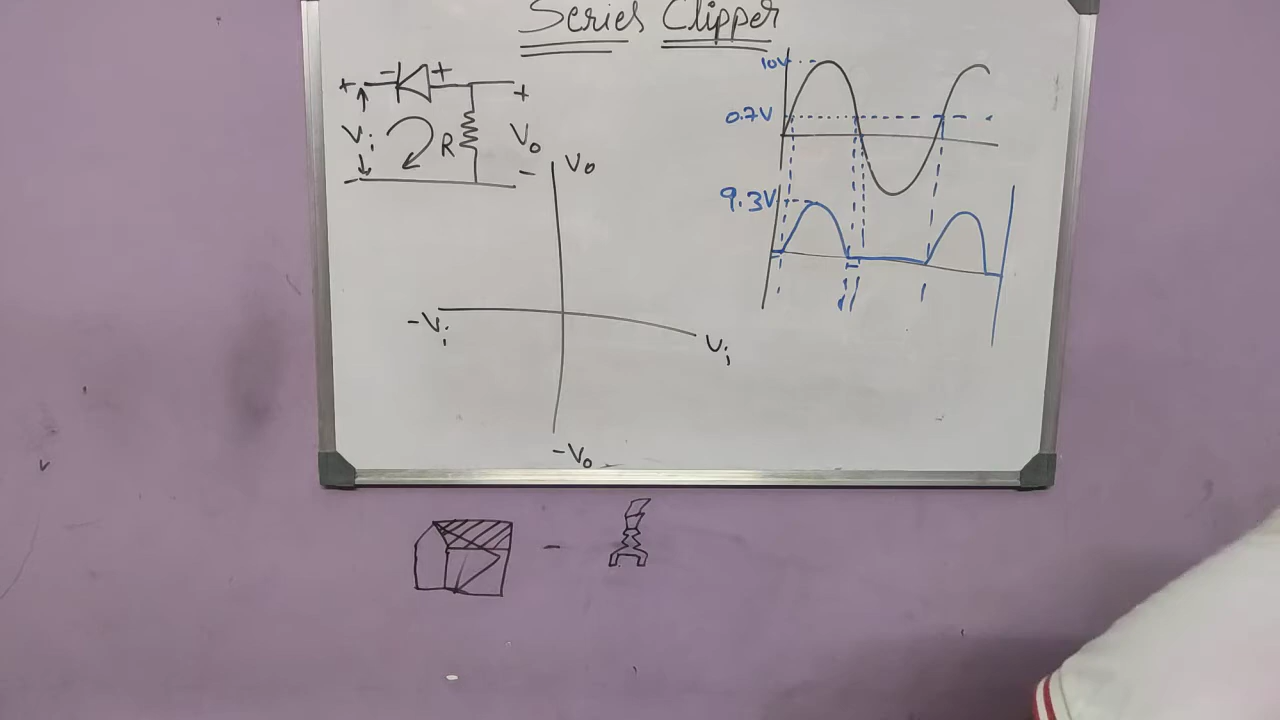 Series Clipper
- +
+ +
Vi R Vo
- -
Vo
-Vi
Vi
-Vo
10V
0.7V
9.3V